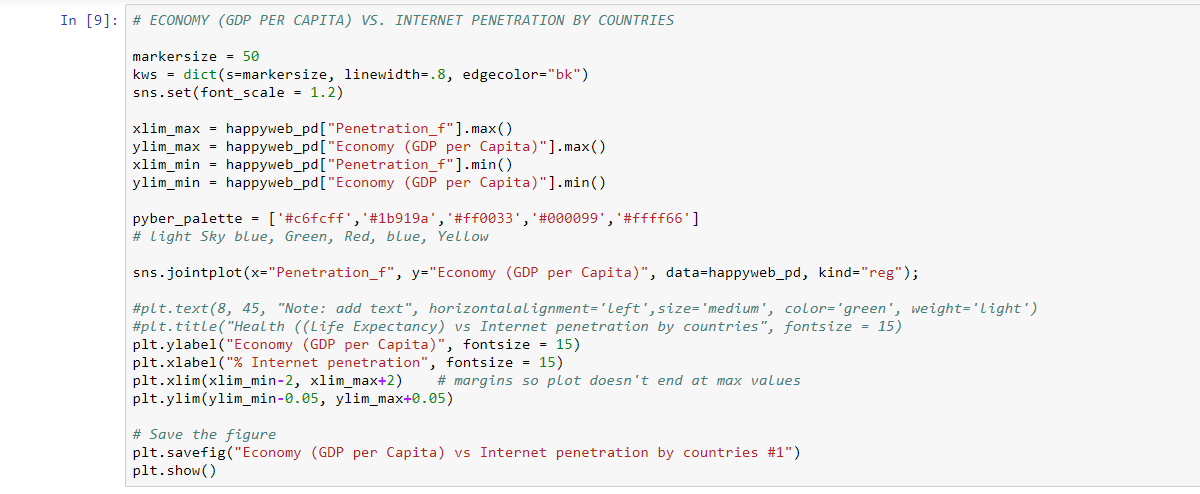 In [9]: # ECONOMY (GDP PER CAPITA) VS. INTERNET PENETRATION BY COUNTRIES
markersize = 50
kws = dict(s=markersize, linewidth=.8, edgecolor="bk")
sns.set(font_scale = 1.2)
xlim_max = happyweb_pd["Penetration_f"].max()
ylim_max = happyweb_pd["Economy (GDP per Capita)"].max()
xlim_min = happyweb_pd["Penetration_f"].min()
ylim_min = happyweb_pd["Economy (GDP per Capita)"].min()
pyber_palette = ['#c6fcff','#1b919a','#ff0033','#000099','#ffff66']
# light Sky blue, Green, Red, blue, Yellow
sns.jointplot(x="Penetration_f", y="Economy (GDP per Capita)", data=happyweb_pd, kind="reg");
#plt.text(8, 45, "Note: add text", horizontalalignment='left',size='medium', color='green', weight='light')
#plt.title("Health ((Life Expectancy) vs Internet penetration by countries", fontsize = 15)
plt.ylabel("Economy (GDP per Capita)", fontsize = 15)
plt.xlabel("% Internet penetration", fontsize = 15)
plt.xlim(xlim_min-2, xlim_max+2)    # margins so plot doesn't end at max values
plt.ylim(ylim_min-0.05, ylim_max+0.05)
# Save the figure
plt.savefig("Economy (GDP per Capita) vs Internet penetration by countries #1")
plt.show()